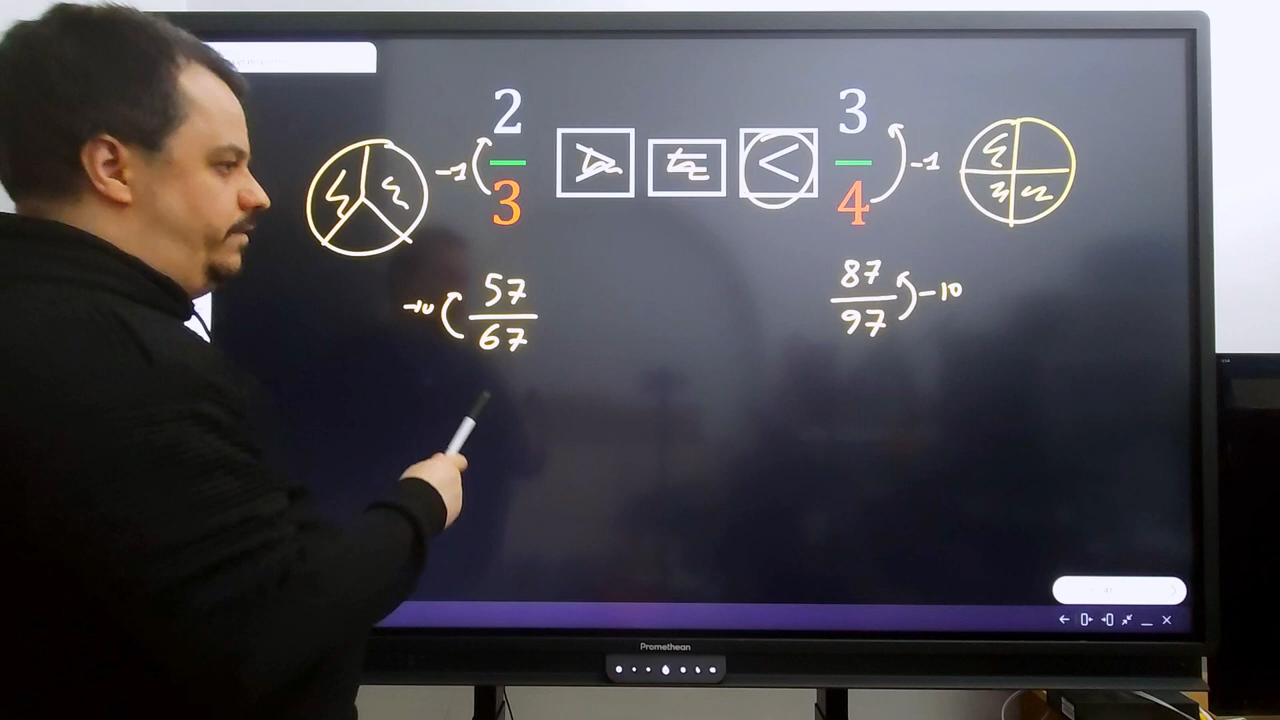 2 3
-1 > = < -1
3 4
57 87
-10 -10
67 97
Promethean